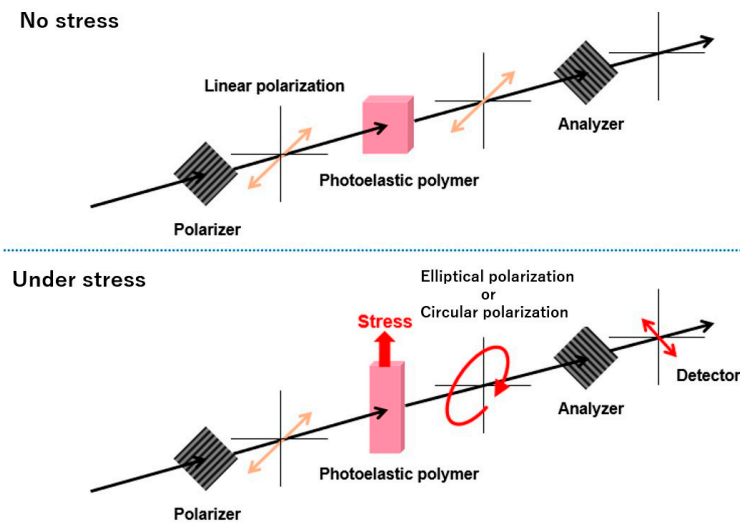 No stress
Linear polarization
Analyzer
Photoelastic polymer
Polarizer
Under stress
Elliptical polarization
or
Circular polarization
Stress
Detector
Analyzer
Photoelastic polymer
Polarizer